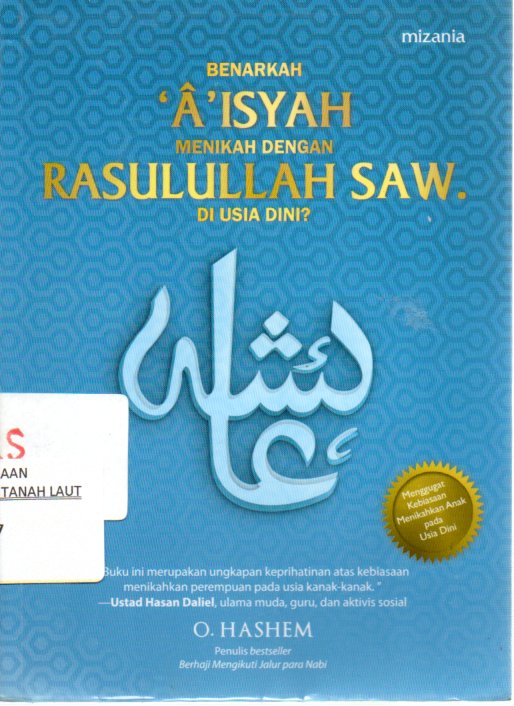 mizania
BENARKAH
‘Â’ISYAH
MENIKAH DENGAN
RASULULLAH SAW.
DI USIA DINI?
عائشة
AAN
TANAH LAUT
7
Menggugat
Kebiasaan
Menikahkan Anak
pada
Usia Dini
Buku ini merupakan ungkapan keprihatinan atas kebiasaan
menikahkan perempuan pada usia kanak-kanak. ”
—Ustad Hasan Daliel, ulama muda, guru, dan aktivis sosial
O. HASHEM
Penulis bestseller
Berhaji Mengikuti Jalur para Nabi